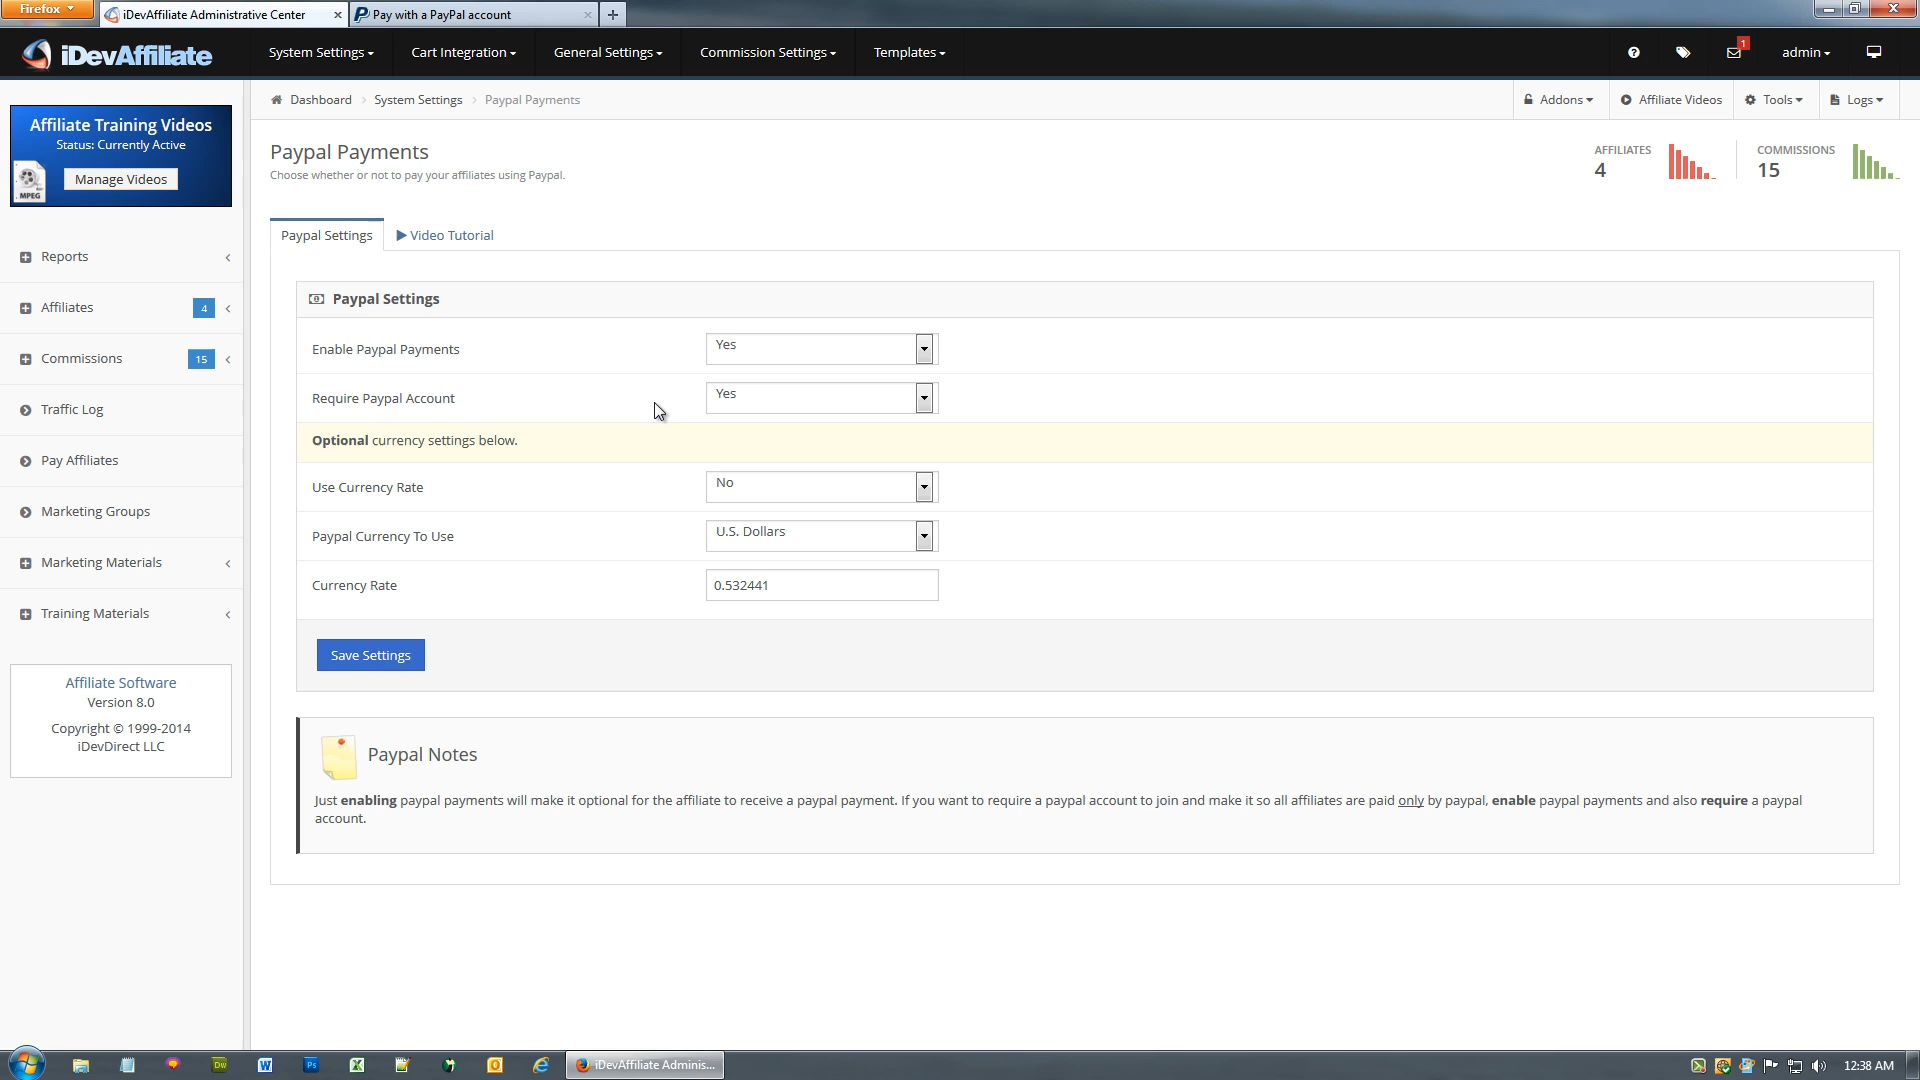 Firefox
iDevAffiliate Administrative Center
Pay with a PayPal account
iDevAffiliate
System Settings
Cart Integration
General Settings
Commission Settings
Templates
1
admin
Dashboard
System Settings
Paypal Payments
Addons
Affiliate Videos
Tools
Logs
Affiliate Training Videos
Status: Currently Active
Manage Videos
MPEG
Paypal Payments
Choose whether or not to pay your affiliates using Paypal.
AFFILIATES
4
COMMISSIONS
15
Reports
Affiliates 4
Commissions 15
Traffic Log
Pay Affiliates
Marketing Groups
Marketing Materials
Training Materials
Affiliate Software
Version 8.0
Copyright © 1999-2014
iDevDirect LLC
Paypal Settings
Video Tutorial
Paypal Settings
Enable Paypal Payments Yes
Require Paypal Account Yes
Optional currency settings below.
Use Currency Rate No
Paypal Currency To Use U.S. Dollars
Currency Rate 0.532441
Save Settings
Paypal Notes
Just enabling paypal payments will make it optional for the affiliate to receive a paypal payment. If you want to require a paypal account to join and make it so all affiliates are paid only by paypal, enable paypal payments and also require a paypal
account.
Dw
W
Ps
X
O
iDevAffiliate Adminis...
12:38 AM